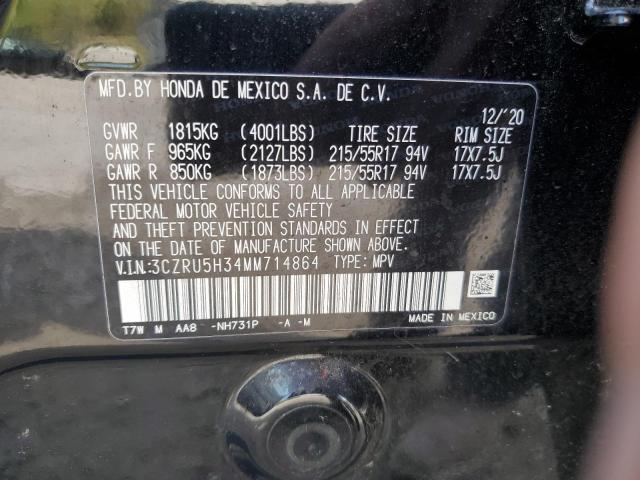 MFD. BY HONDA DE MEXICO S.A. DE C.V.
12/'20
GVWR 1815KG (4001LBS) TIRE SIZE RIM SIZE
GAWR F 965KG (2127LBS) 215/55R17 94V 17X7.5J
GAWR R 850KG (1873LBS) 215/55R17 94V 17X7.5J
THIS VEHICLE CONFORMS TO ALL APPLICABLE
FEDERAL MOTOR VEHICLE SAFETY
AND THEFT PREVENTION STANDARDS IN EFFECT
ON THE DATE OF MANUFACTURE SHOWN ABOVE.
V.I.N.:3CZRU5H34MM714864 TYPE: MPV
T7W M AA8 -NH731P -A -M